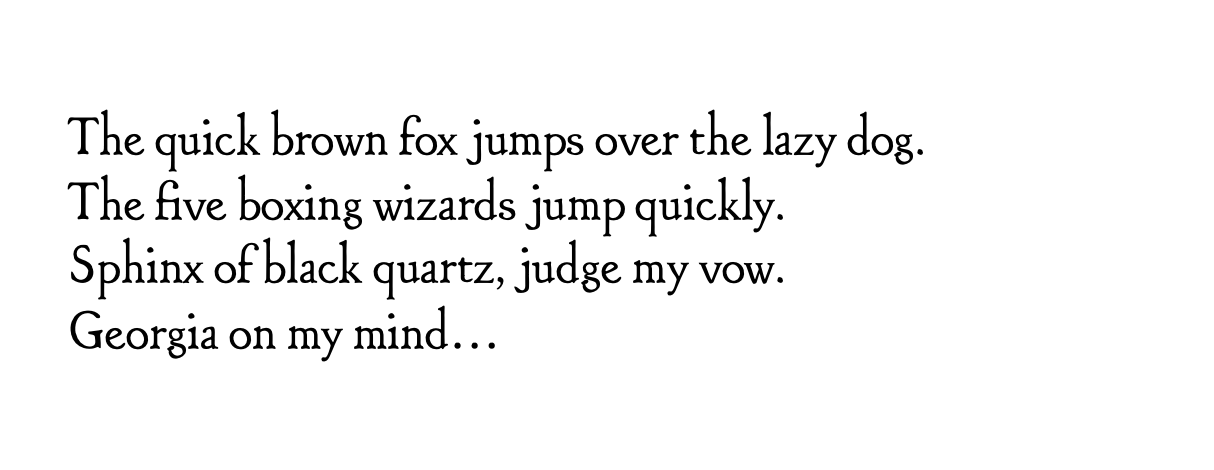 The quick brown fox jumps over the lazy dog.
The five boxing wizards jump quickly.
Sphinx of black quartz, judge my vow.
Georgia on my mind…